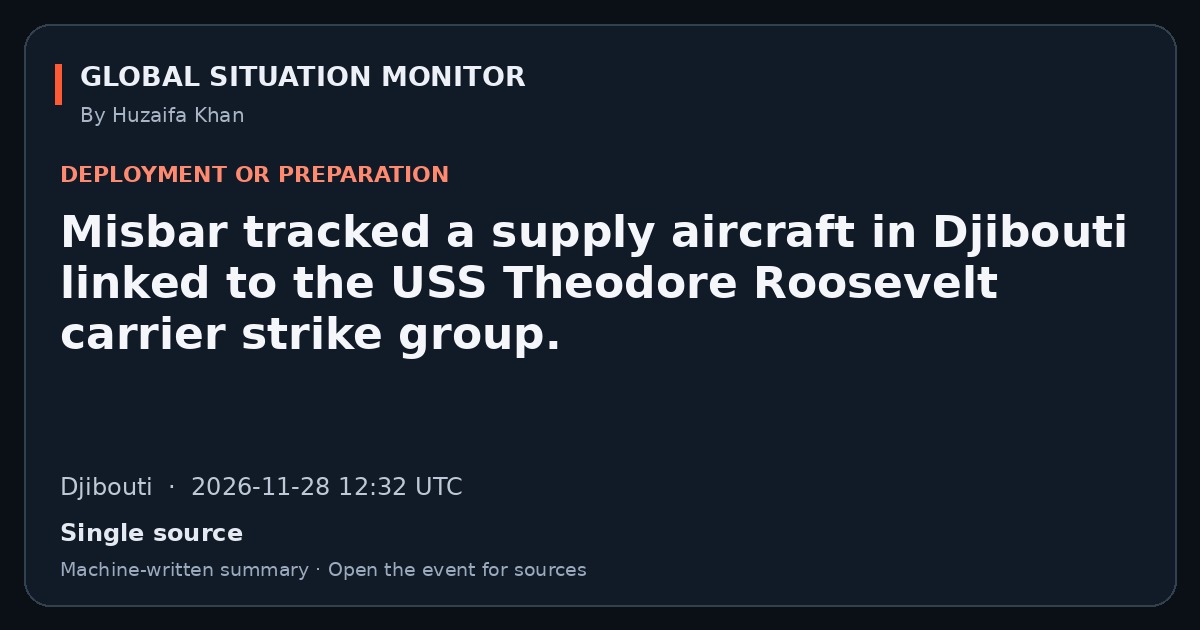 GLOBAL SITUATION MONITOR
By Huzaifa Khan
DEPLOYMENT OR PREPARATION
Misbar tracked a supply aircraft in Djibouti
linked to the USS Theodore Roosevelt
carrier strike group.
Djibouti · 2026-11-28 12:32 UTC
Single source
Machine-written summary · Open the event for sources